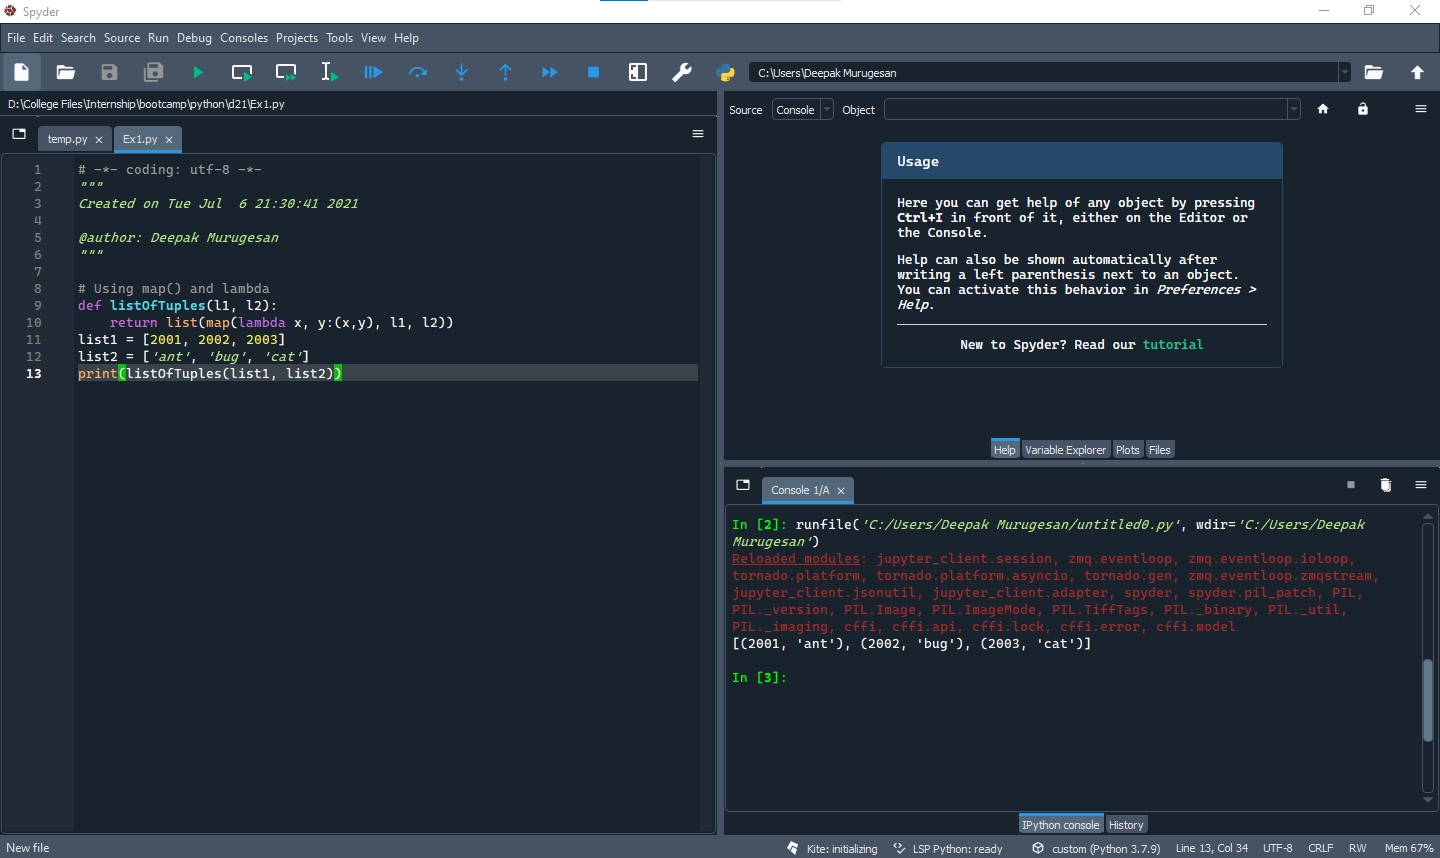 Spyder
File Edit Search Source Run Debug Consoles Projects Tools View Help
C:\Users\Deepak Murugesan
D:\College Files\Internship\bootcamp\python\d21\Ex1.py
temp.py
Ex1.py
1 # -*- coding: utf-8 -*-
2 """
3 Created on Tue Jul  6 21:30:41 2021
4
5 @author: Deepak Murugesan
6 """
7
8 # Using map() and lambda
9 def listOfTuples(l1, l2):
10     return list(map(lambda x, y:(x,y), l1, l2))
11 list1 = [2001, 2002, 2003]
12 list2 = ['ant', 'bug', 'cat']
13 print(listOfTuples(list1, list2))
Source Console Object
Usage
Here you can get help of any object by pressing
Ctrl+I in front of it, either on the Editor or
the Console.
Help can also be shown automatically after
writing a left parenthesis next to an object.
You can activate this behavior in Preferences >
Help.
New to Spyder? Read our tutorial
Help Variable Explorer Plots Files
Console 1/A
In [2]: runfile('C:/Users/Deepak Murugesan/untitled0.py', wdir='C:/Users/Deepak
Murugesan')
Reloaded modules: jupyter_client.session, zmq.eventloop, zmq.eventloop.ioloop,
tornado.platform, tornado.platform.asyncio, tornado.gen, zmq.eventloop.zmqstream,
jupyter_client.jsonutil, jupyter_client.adapter, spyder, spyder.pil_patch, PIL,
PIL._version, PIL.Image, PIL.ImageMode, PIL.TiffTags, PIL._binary, PIL._util,
PIL._imaging, cffi, cffi.api, cffi.lock, cffi.error, cffi.model
[(2001, 'ant'), (2002, 'bug'), (2003, 'cat')]
In [3]:
IPython console History
New file
Kite: initializing LSP Python: ready custom (Python 3.7.9) Line 13, Col 34 UTF-8 CRLF RW Mem 67%